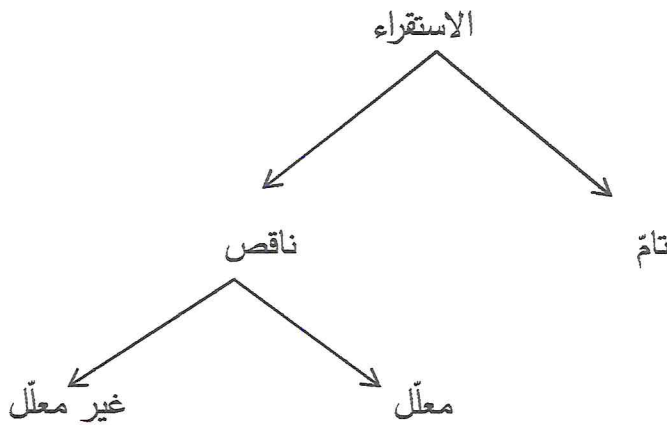 الاستقراء
تامّ
ناقص
معلّل
غير معلّل